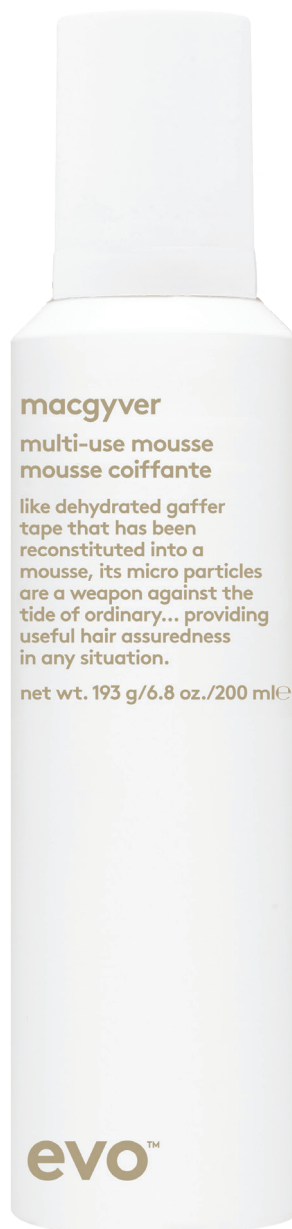 macgyver
multi-use mousse
mousse coiffante
like dehydrated gaffer
tape that has been
reconstituted into a
mousse, its micro particles
are a weapon against the
tide of ordinary... providing
useful hair assuredness
in any situation.
net wt. 193 g/6.8 oz./200 ml℮
evo™